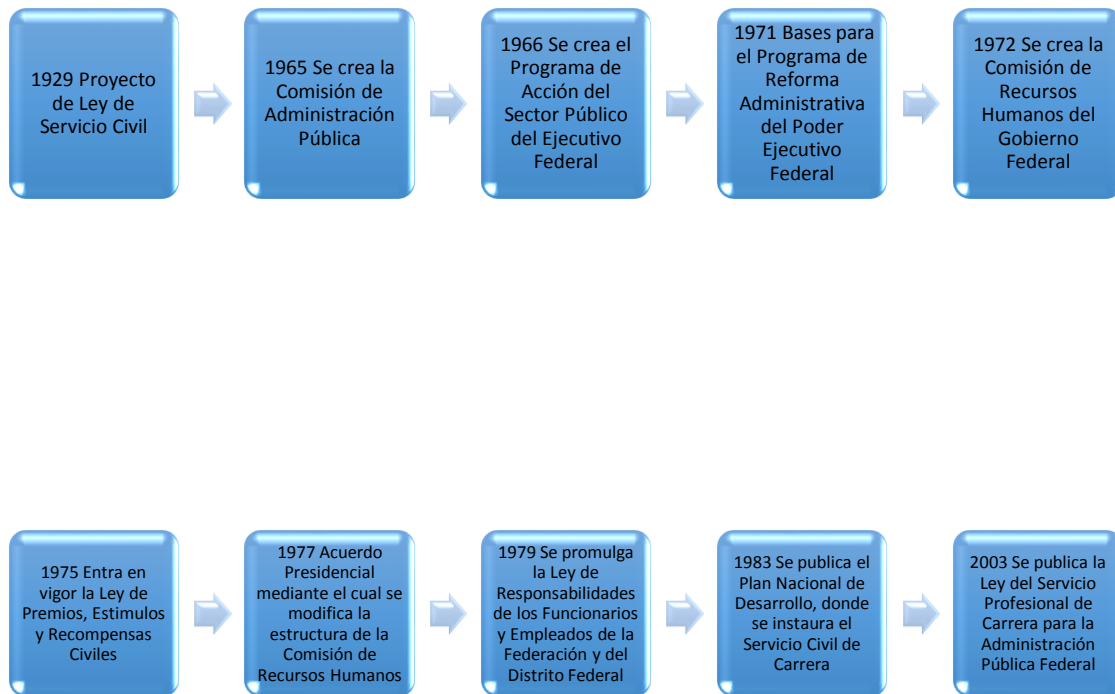 1929 Proyecto
de Ley de
Servicio Civil
1965 Se crea la
Comisión de
Administración
Pública
1966 Se crea el
Programa de
Acción del
Sector Público
del Ejecutivo
Federal
1971 Bases para
el Programa de
Reforma
Administrativa
del Poder
Ejecutivo
Federal
1972 Se crea la
Comisión de
Recursos
Humanos del
Gobierno
Federal
1975 Entra en
vigor la Ley de
Premios, Estimulos
y Recompensas
Civiles
1977 Acuerdo
Presidencial
mediante el cual se
modifica la
estructura de la
Comisión de
Recursos Humanos
1979 Se promulga
la Ley de
Responsabilidades
de los Funcionarios
y Empleados de la
Federación y del
Distrito Federal
1983 Se publica el
Plan Nacional de
Desarrollo, donde
se instaura el
Servicio Civil de
Carrera
2003 Se publica la
Ley del Servicio
Profesional de
Carrera para la
Administración
Pública Federal